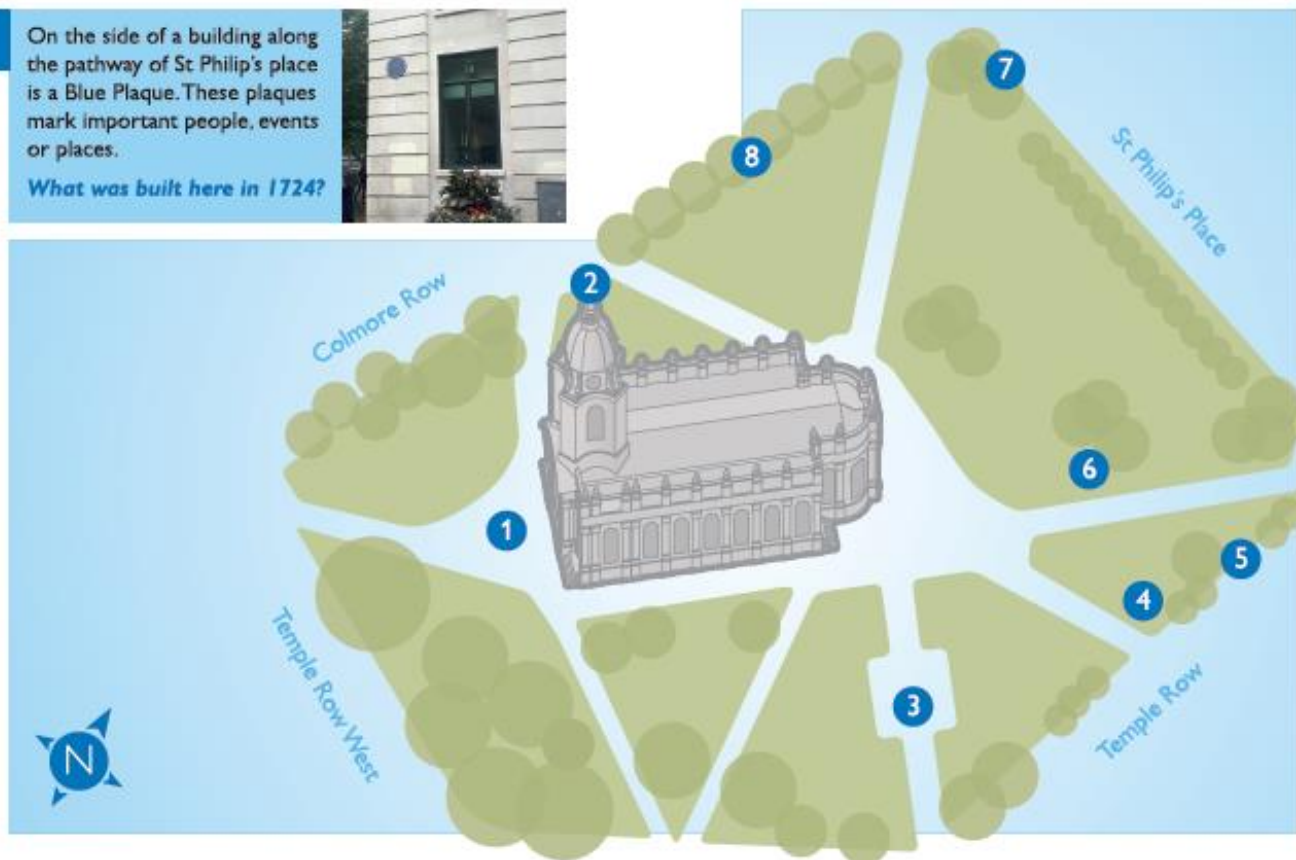 On the side of a building along
the pathway of St Philip's place
is a Blue Plaque. These plaques
mark important people, events
or places.
What was built here in 1724?
7
8
St Philip's Place
2
Colmore Row
6
1
5
4
Temple Row West
3
Temple Row
N